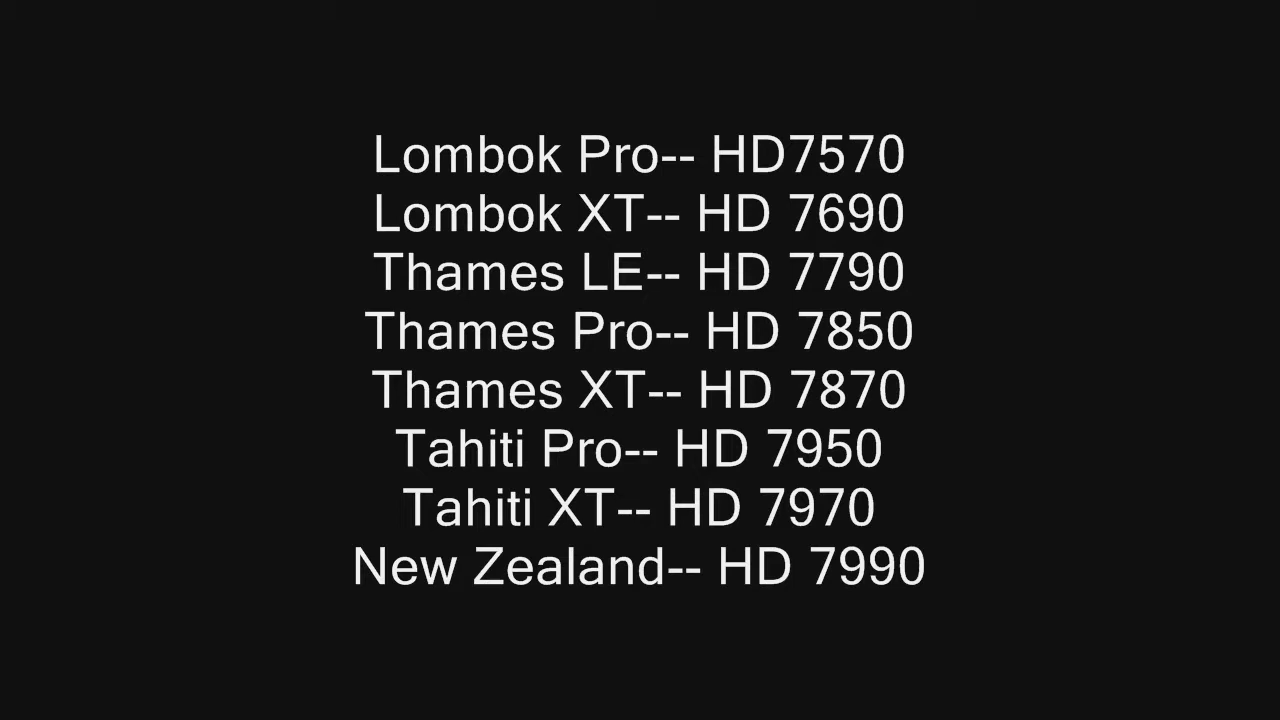 Lombok Pro-- HD7570
Lombok XT-- HD 7690
Thames LE-- HD 7790
Thames Pro-- HD 7850
Thames XT-- HD 7870
Tahiti Pro-- HD 7950
Tahiti XT-- HD 7970
New Zealand-- HD 7990